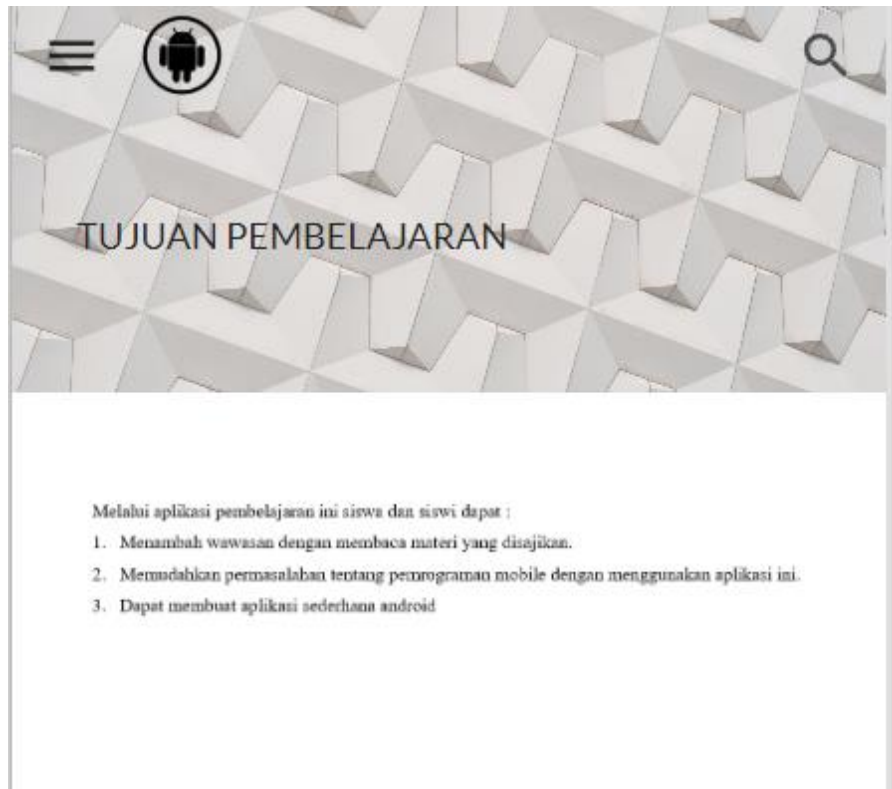 TUJUAN PEMBELAJARAN
Melalui aplikasi pembelajaran ini siswa dan siswi dapat :
1. Menambah wawasan dengan membaca materi yang disajikan.
2. Memudahkan permasalahan tentang pemrograman mobile dengan menggunakan aplikasi ini.
3. Dapat membuat aplikasi sederhana android